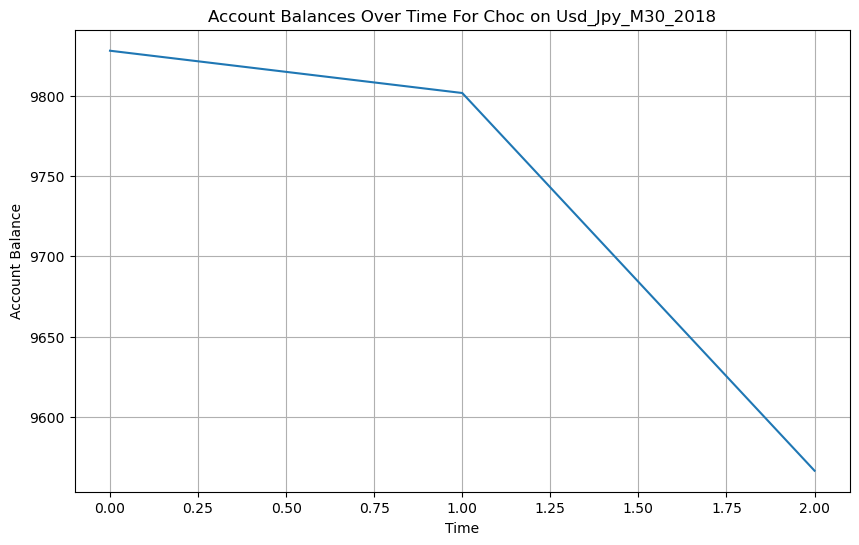 Account Balances Over Time For Choc on Usd_Jpy_M30_2018
Account Balance
9800
9750
9700
9650
9600
0.00 0.25 0.50 0.75 1.00 1.25 1.50 1.75 2.00
Time